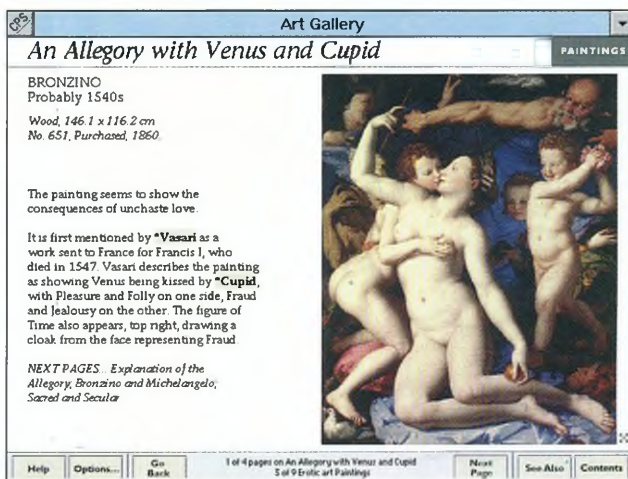 CPS
Art Gallery
An Allegory with Venus and Cupid
PAINTINGS
BRONZINO
Probably 1540s
Wood, 146.1 x 116.2 cm
No. 651, Purchased, 1860.
The painting seems to show the
consequences of unchaste love.
It is first mentioned by *Vasari as a
work sent to France for Francis I, who
died in 1547. Vasari describes the painting
as showing Venus being kissed by *Cupid,
with Pleasure and Folly on one side, Fraud
and Jealousy on the other. The figure of
Time also appears, top right, drawing a
cloak from the face representing Fraud.
NEXT PAGES... Explanation of the
Allegory, Bronzino and Michelangelo,
Sacred and Secular
Help
Options...
Go
Back
1 of 4 pages on An Allegory with Venus and Cupid
5 of 9 Erotic art Paintings
Next
Page
See Also
Contents